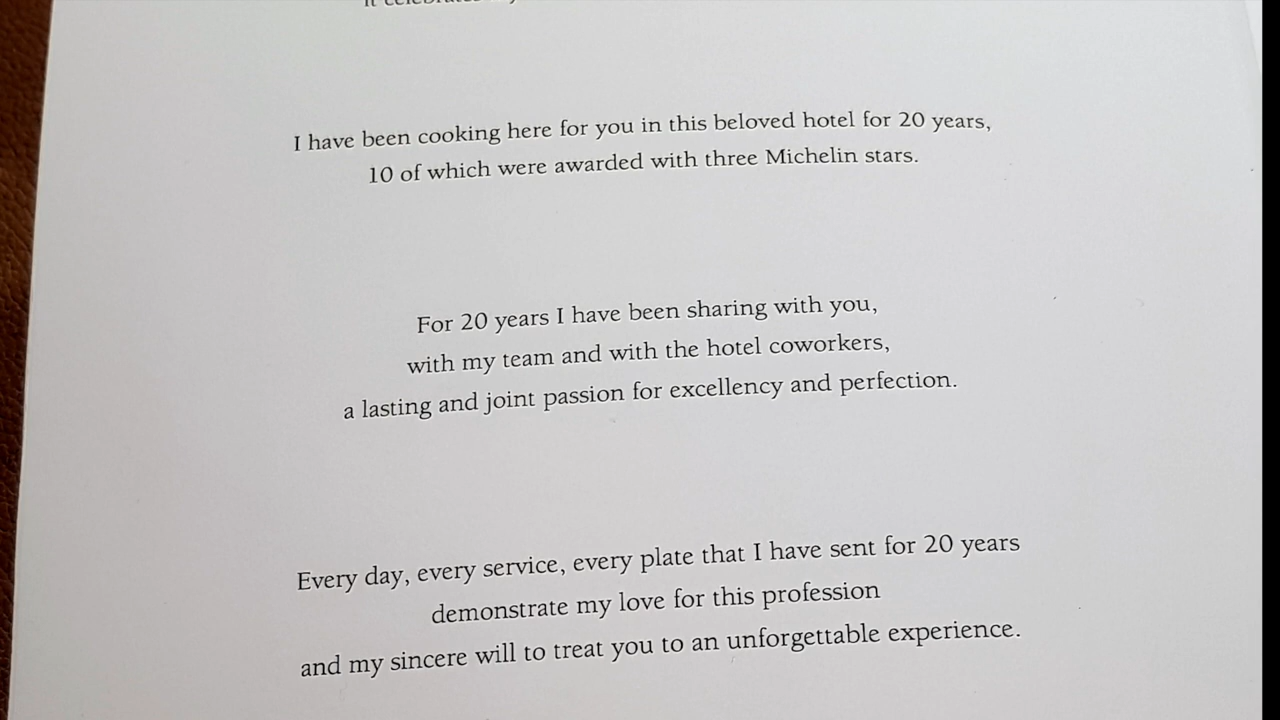 I have been cooking here for you in this beloved hotel for 20 years,
10 of which were awarded with three Michelin stars.
For 20 years I have been sharing with you,
with my team and with the hotel coworkers,
a lasting and joint passion for excellency and perfection.
Every day, every service, every plate that I have sent for 20 years
demonstrate my love for this profession
and my sincere will to treat you to an unforgettable experience.